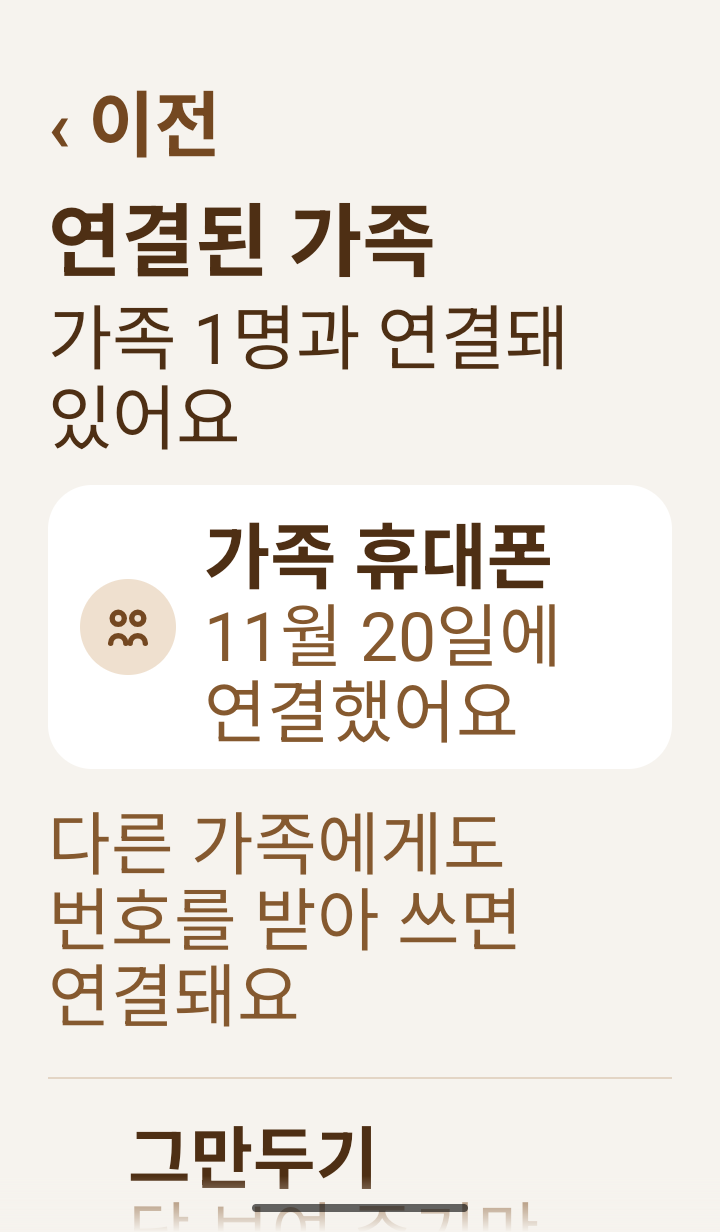 ‹ 이전
연결된 가족
가족 1명과 연결돼
있어요
가족 휴대폰
11월 20일에
연결했어요
다른 가족에게도
번호를 받아 쓰면
연결돼요
그만두기